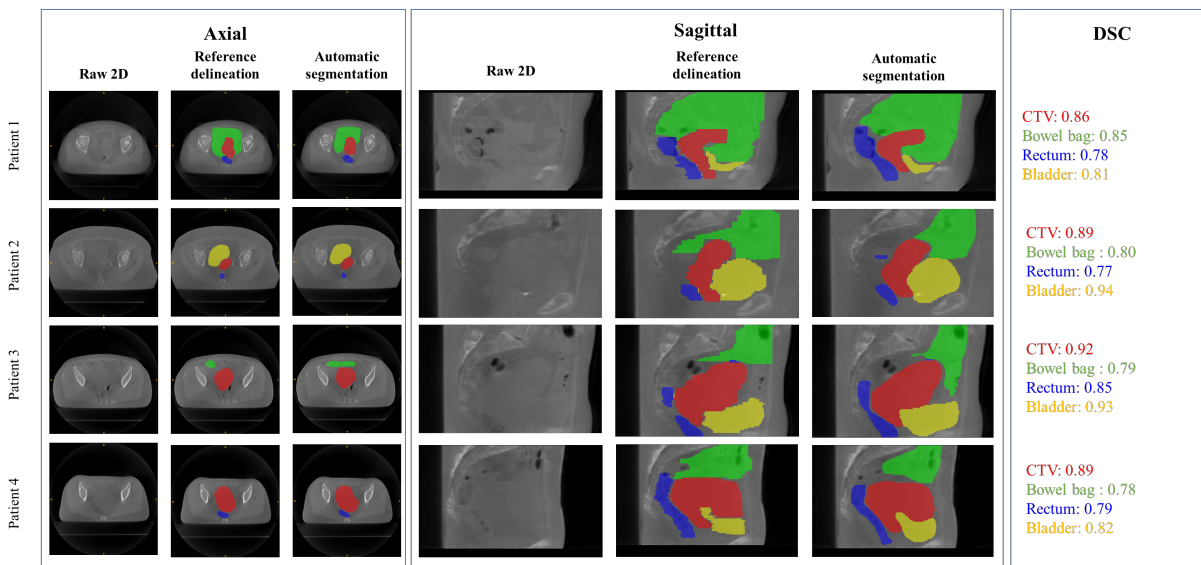 Axial
Sagittal
DSC
Raw 2D
Reference
delineation
Automatic
segmentation
Raw 2D
Reference
delineation
Automatic
segmentation
Patient 1
CTV: 0.86
Bowel bag: 0.85
Rectum: 0.78
Bladder: 0.81
Patient 2
CTV: 0.89
Bowel bag : 0.80
Rectum: 0.77
Bladder: 0.94
Patient 3
CTV: 0.92
Bowel bag: 0.79
Rectum: 0.85
Bladder: 0.93
Patient 4
CTV: 0.89
Bowel bag : 0.78
Rectum: 0.79
Bladder: 0.82